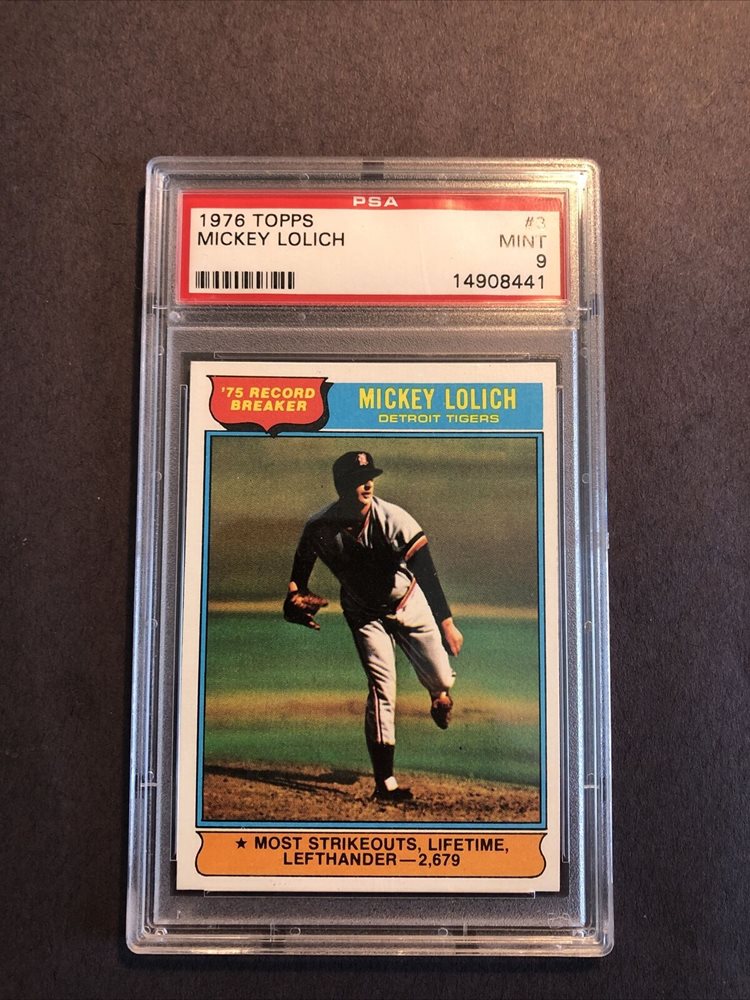 PSA
1976 TOPPS #3
MICKEY LOLICH MINT
9
14908441
'75 RECORD
BREAKER
MICKEY LOLICH
DETROIT TIGERS
★ MOST STRIKEOUTS, LIFETIME,
LEFTHANDER—2,679